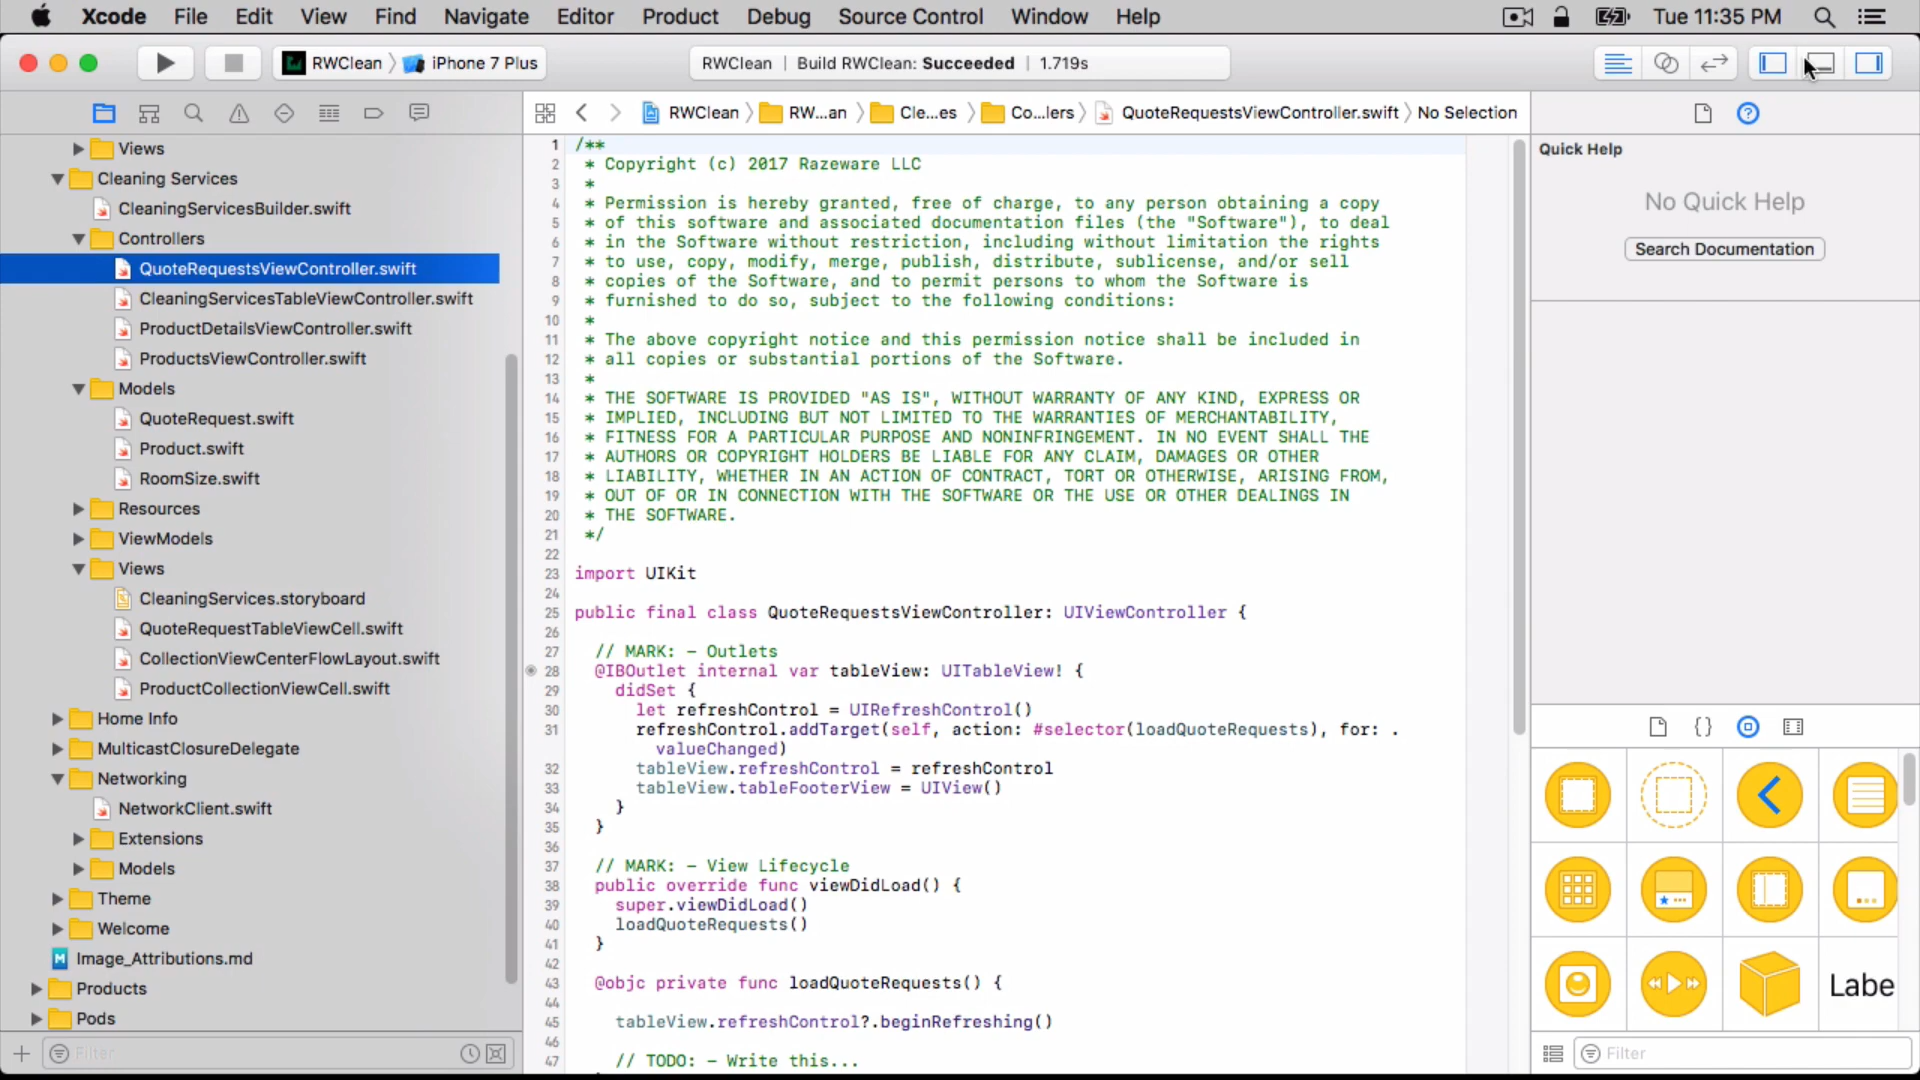 Xcode File Edit View Find Navigate Editor Product Debug Source Control Window Help Tue 11:35 PM
RWClean iPhone 7 Plus RWClean | Build RWClean: Succeeded | 1.719s
RWClean RW...an Cle...es Co...lers QuoteRequestsViewController.swift No Selection
Views
Cleaning Services
CleaningServicesBuilder.swift
Controllers
QuoteRequestsViewController.swift
CleaningServicesTableViewController.swift
ProductDetailsViewController.swift
ProductsViewController.swift
Models
QuoteRequest.swift
Product.swift
RoomSize.swift
Resources
ViewModels
Views
CleaningServices.storyboard
QuoteRequestTableViewCell.swift
CollectionViewCenterFlowLayout.swift
ProductCollectionViewCell.swift
Home Info
MulticastClosureDelegate
Networking
NetworkClient.swift
Extensions
Models
Theme
Welcome
Image_Attributions.md
Products
Pods
Filter
1 /**
2 * Copyright (c) 2017 Razeware LLC
3 *
4 * Permission is hereby granted, free of charge, to any person obtaining a copy
5 * of this software and associated documentation files (the "Software"), to deal
6 * in the Software without restriction, including without limitation the rights
7 * to use, copy, modify, merge, publish, distribute, sublicense, and/or sell
8 * copies of the Software, and to permit persons to whom the Software is
9 * furnished to do so, subject to the following conditions:
10 *
11 * The above copyright notice and this permission notice shall be included in
12 * all copies or substantial portions of the Software.
13 *
14 * THE SOFTWARE IS PROVIDED "AS IS", WITHOUT WARRANTY OF ANY KIND, EXPRESS OR
15 * IMPLIED, INCLUDING BUT NOT LIMITED TO THE WARRANTIES OF MERCHANTABILITY,
16 * FITNESS FOR A PARTICULAR PURPOSE AND NONINFRINGEMENT. IN NO EVENT SHALL THE
17 * AUTHORS OR COPYRIGHT HOLDERS BE LIABLE FOR ANY CLAIM, DAMAGES OR OTHER
18 * LIABILITY, WHETHER IN AN ACTION OF CONTRACT, TORT OR OTHERWISE, ARISING FROM,
19 * OUT OF OR IN CONNECTION WITH THE SOFTWARE OR THE USE OR OTHER DEALINGS IN
20 * THE SOFTWARE.
21 */
22
23 import UIKit
24
25 public final class QuoteRequestsViewController: UIViewController {
26
27 // MARK: - Outlets
28 @IBOutlet internal var tableView: UITableView! {
29 didSet {
30 let refreshControl = UIRefreshControl()
31 refreshControl.addTarget(self, action: #selector(loadQuoteRequests), for: .
valueChanged)
32 tableView.refreshControl = refreshControl
33 tableView.tableFooterView = UIView()
34 }
35 }
36
37 // MARK: - View Lifecycle
38 public override func viewDidLoad() {
39 super.viewDidLoad()
40 loadQuoteRequests()
41 }
42
43 @objc private func loadQuoteRequests() {
44
45 tableView.refreshControl?.beginRefreshing()
46
47 // TODO: - Write this...
Quick Help
No Quick Help
Search Documentation
Labe
Filter